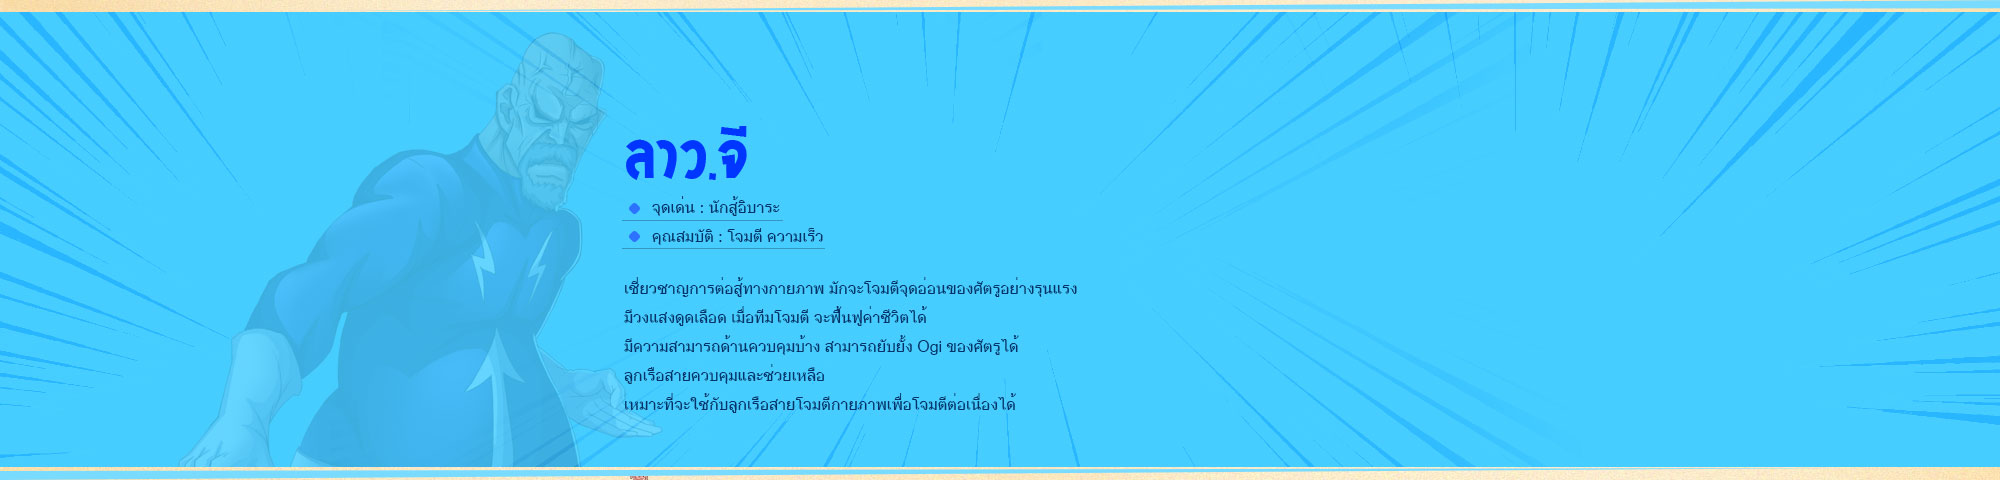 ลาว.จี
จุดเด่น : นักสู้อิบาระ
คุณสมบัติ : โจมตี ความเร็ว
เชี่ยวชาญการต่อสู้ทางกายภาพ มักจะโจมตีจุดอ่อนของศัตรูอย่างรุนแรง
มีวงแสงดูดเลือด เมื่อทีมโจมตี จะฟื้นฟูค่าชีวิตได้
มีความสามารถด้านควบคุมบ้าง สามารถยับยั้ง Ogi ของศัตรูได้
ลูกเรือสายควบคุมและช่วยเหลือ
เหมาะที่จะใช้กับลูกเรือสายโจมตีกายภาพเพื่อโจมตีต่อเนื่องได้